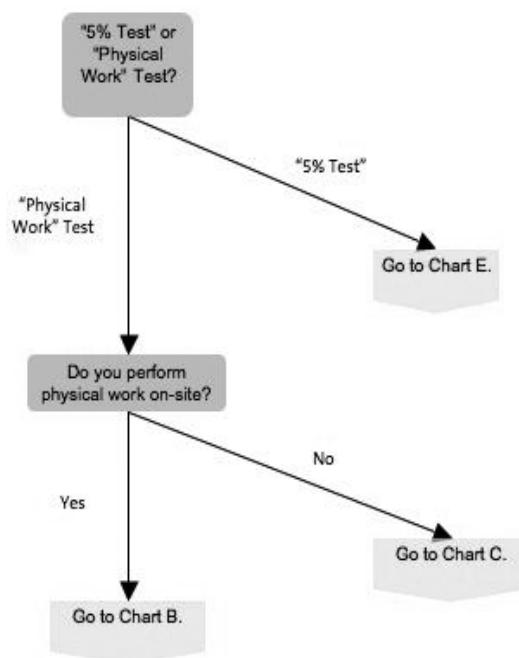 "5% Test" or
"Physical
Work" Test?
"5% Test"
"Physical
Work" Test
Go to Chart E.
Do you perform
physical work on-site?
No
Yes
Go to Chart C.
Go to Chart B.